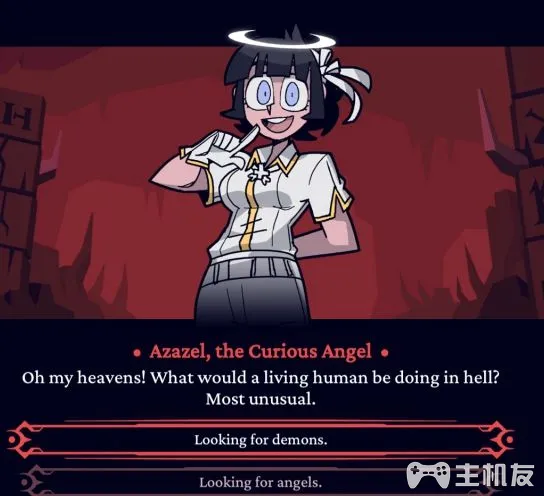 • Azazel, the Curious Angel •
Oh my heavens! What would a living human be doing in hell?
Most unusual.
Looking for demons.
Looking for angels.
主机友